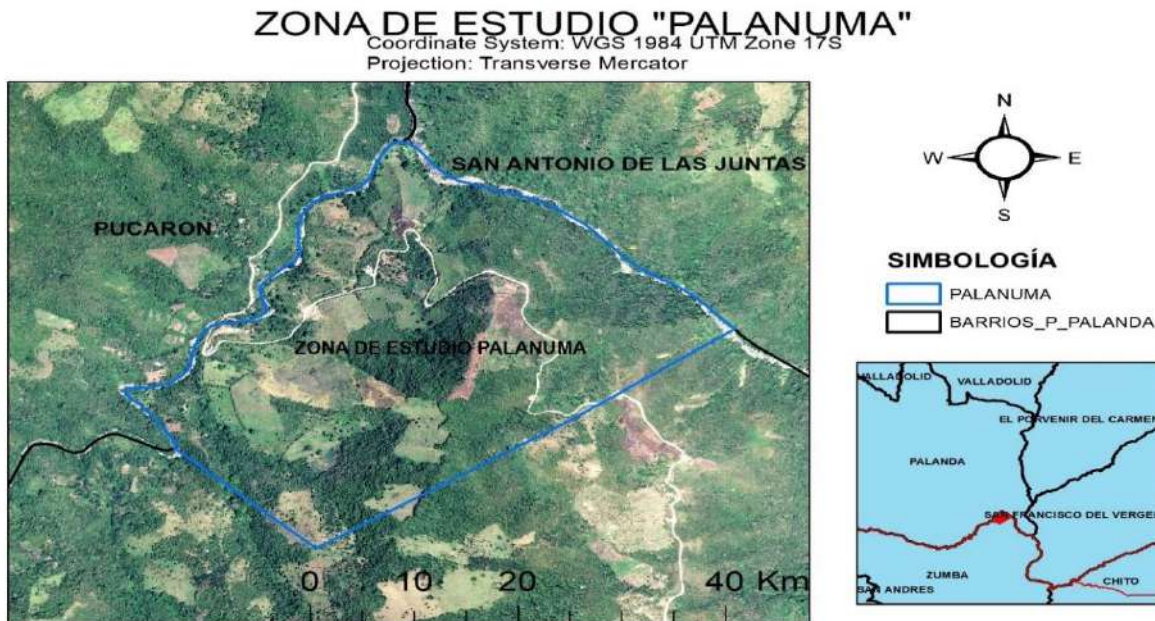 ZONA DE ESTUDIO "PALANUMA"
Coordinate System: WGS 1984 UTM Zone 17S
Projection: Transverse Mercator
SAN ANTONIO DE LAS JUNTAS
PUCARON
ZONA DE ESTUDIO PALANUMA
0 10 20 40 Km
N
W E
S
SIMBOLOGÍA
PALANUMA
BARRIOS_P_PALANDA
VALLADOLID
VALLADOLID
EL PORVENIR DEL CARMEN
PALANDA
SAN FRANCISCO DEL VERGEL
ZUMBA
CHITO
SAN ANDRES